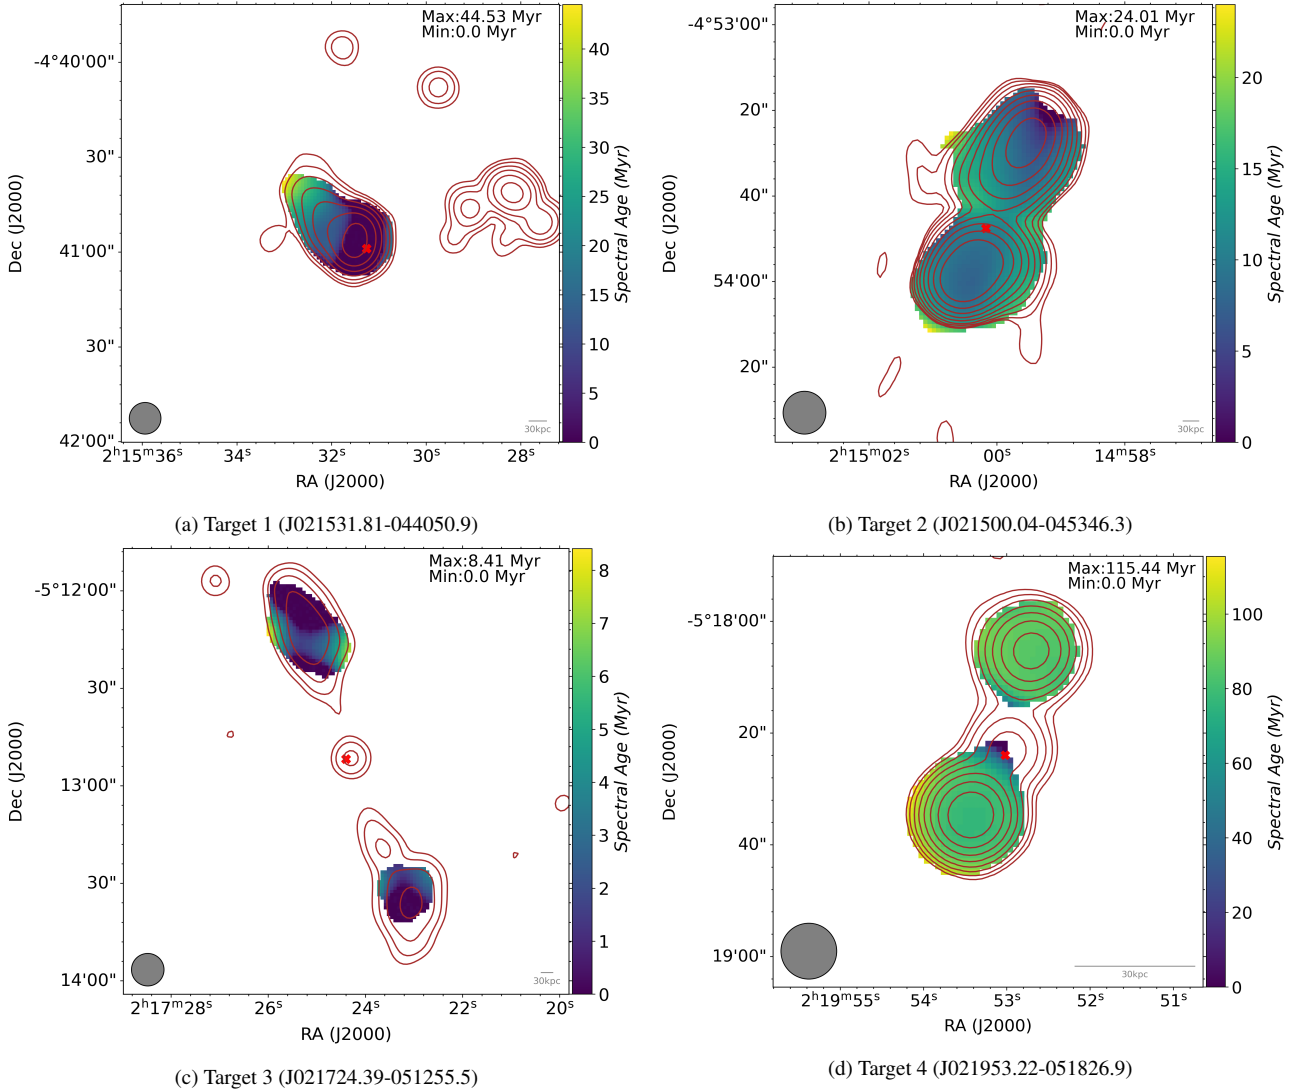 Max:44.53 Myr
Min:0.0 Myr
-4°40'00"
30"
41'00"
30"
42'00"
Dec (J2000)
2ʰ15ᵐ36ˢ
34ˢ
32ˢ
30ˢ
28ˢ
RA (J2000)
30kpc
40
35
30
25
20
15
10
5
0
Spectral Age (Myr)
(a) Target 1 (J021531.81-044050.9)
Max:24.01 Myr
Min:0.0 Myr
-4°53'00"
20"
40"
54'00"
20"
Dec (J2000)
2ʰ15ᵐ02ˢ
00ˢ
14ᵐ58ˢ
RA (J2000)
30kpc
20
15
10
5
0
Spectral Age (Myr)
(b) Target 2 (J021500.04-045346.3)
Max:8.41 Myr
Min:0.0 Myr
-5°12'00"
30"
13'00"
30"
14'00"
Dec (J2000)
2ʰ17ᵐ28ˢ
26ˢ
24ˢ
22ˢ
20ˢ
RA (J2000)
30kpc
8
7
6
5
4
3
2
1
0
Spectral Age (Myr)
(c) Target 3 (J021724.39-051255.5)
Max:115.44 Myr
Min:0.0 Myr
-5°18'00"
20"
40"
19'00"
Dec (J2000)
2ʰ19ᵐ55ˢ
54ˢ
53ˢ
52ˢ
51ˢ
RA (J2000)
30kpc
100
80
60
40
20
0
Spectral Age (Myr)
(d) Target 4 (J021953.22-051826.9)